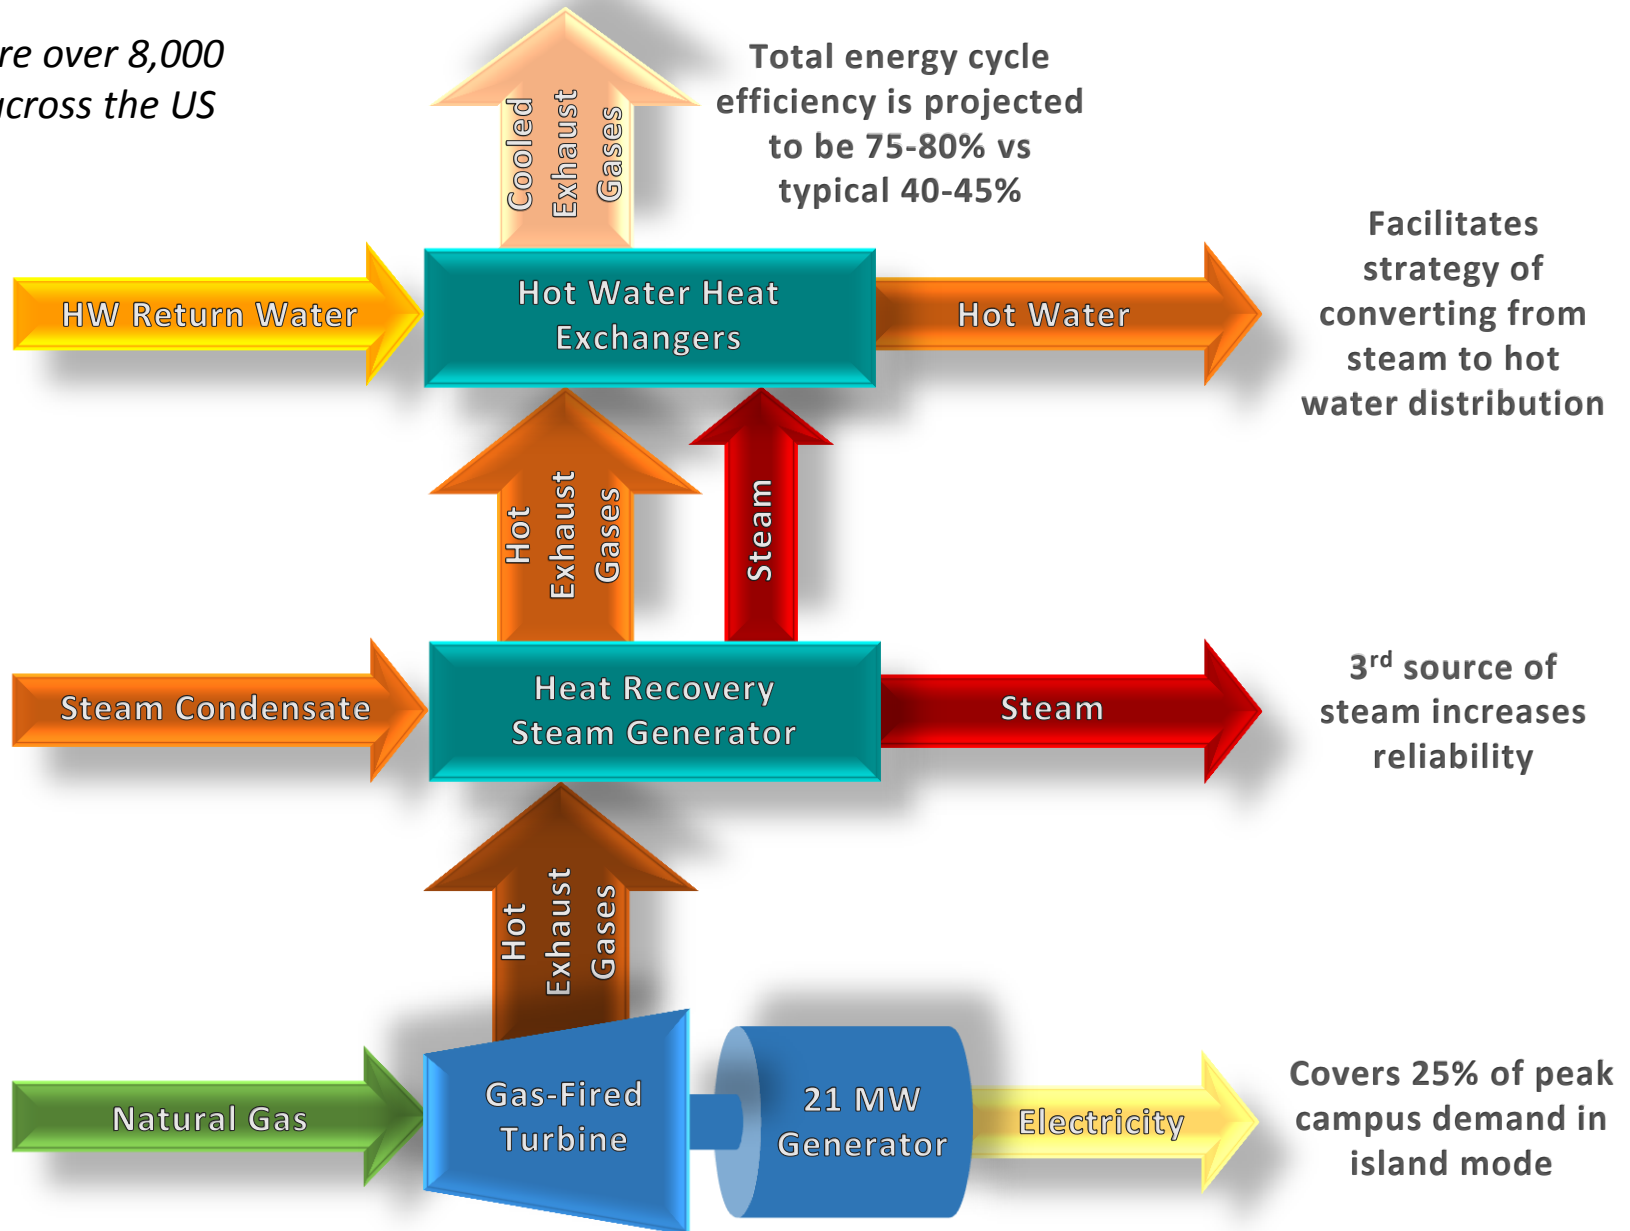 re over 8,000
across the US
Total energy cycle
efficiency is projected
to be 75-80% vs
typical 40-45%
Cooled
Exhaust
Gases
HW Return Water
Hot Water Heat
Exchangers
Hot Water
Facilitates
strategy of
converting from
steam to hot
water distribution
Hot
Exhaust
Gases
Steam
Steam Condensate
Heat Recovery
Steam Generator
Steam
3rd source of
steam increases
reliability
Hot
Exhaust
Gases
Natural Gas
Gas-Fired
Turbine
21 MW
Generator
Electricity
Covers 25% of peak
campus demand in
island mode